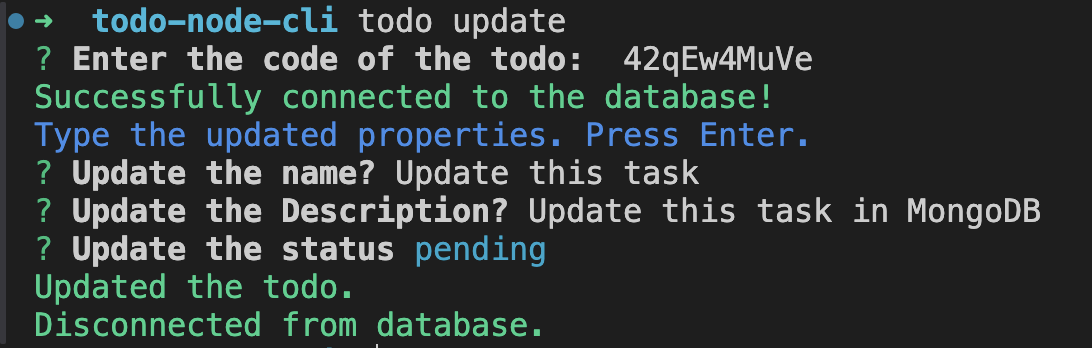 ➜ todo-node-cli todo update
? Enter the code of the todo: 42qEw4MuVe
Successfully connected to the database!
Type the updated properties. Press Enter.
? Update the name? Update this task
? Update the Description? Update this task in MongoDB
? Update the status pending
Updated the todo.
Disconnected from database.